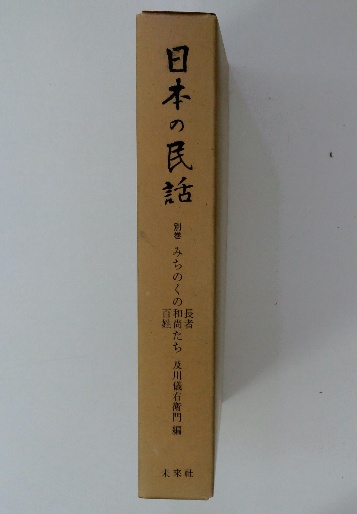 日本の民話
別巻
みちのくの
長者
和尚たち
百姓
及川儀右衛門 編
未來社